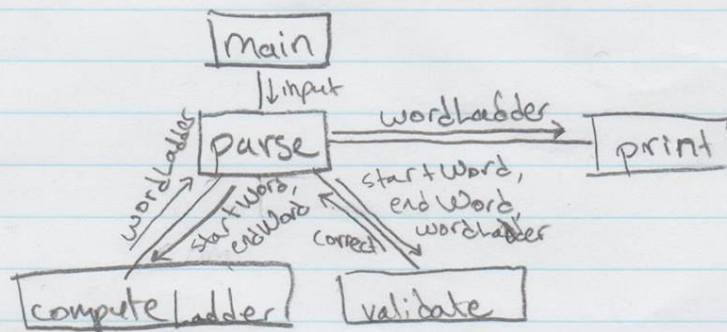 main
↓input
wordLadder
parse
print
wordLadder
startWord,
endWord
startWord,
endWord,
wordLadder
correct
computeLadder
validate